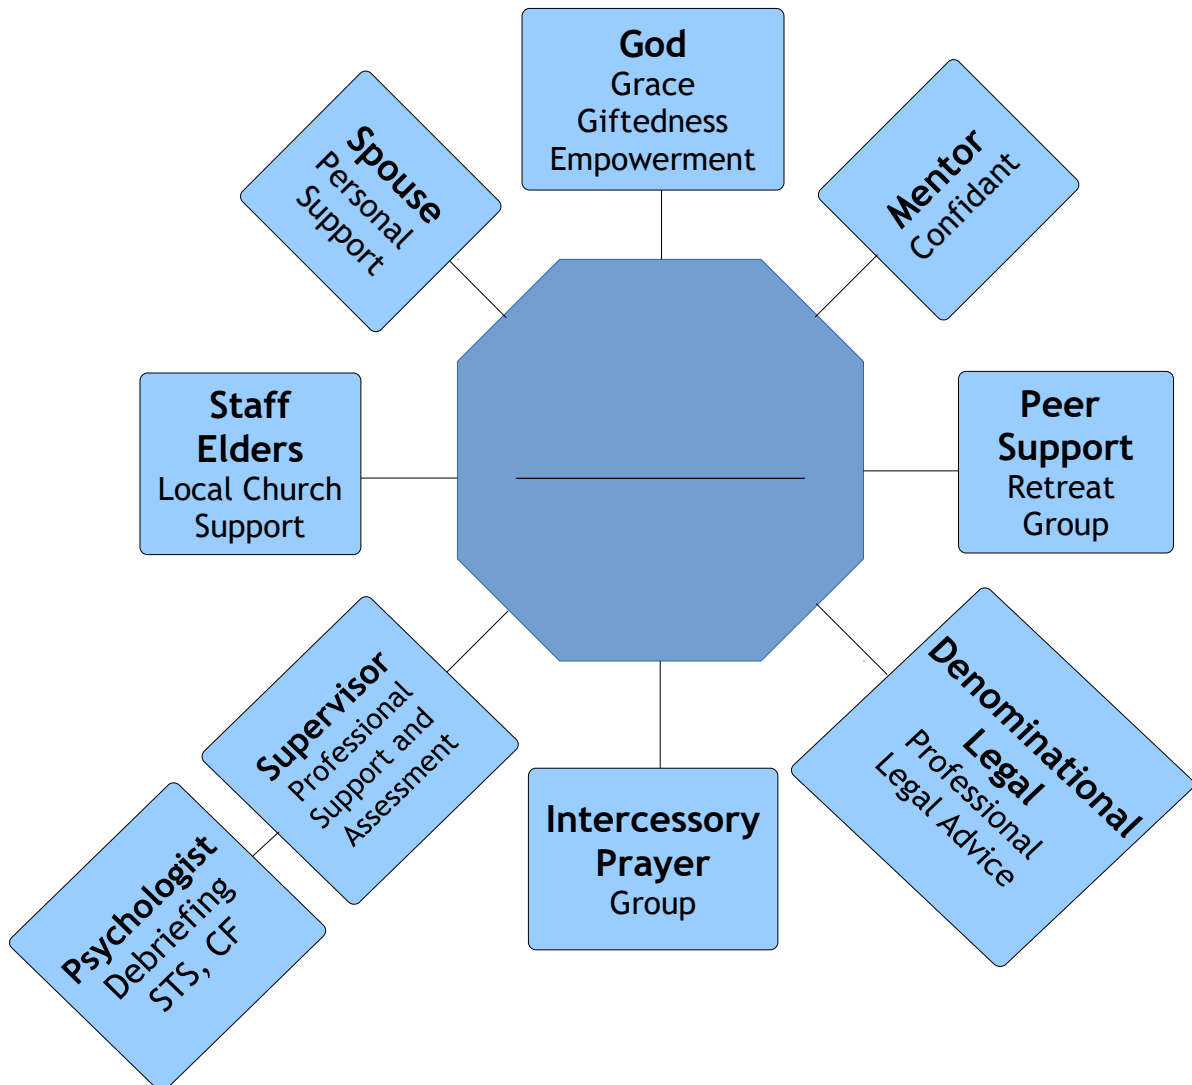 God
Grace
Giftedness
Empowerment
Spouse
Personal
Support
Mentor
Confidant
Staff
Elders
Local Church
Support
Peer
Support
Retreat
Group
Supervisor
Professional
Support and
Assessment
Denominational
Legal
Professional
Legal Advice
Intercessory
Prayer
Group
Psychologist
Debriefing
STS, CF